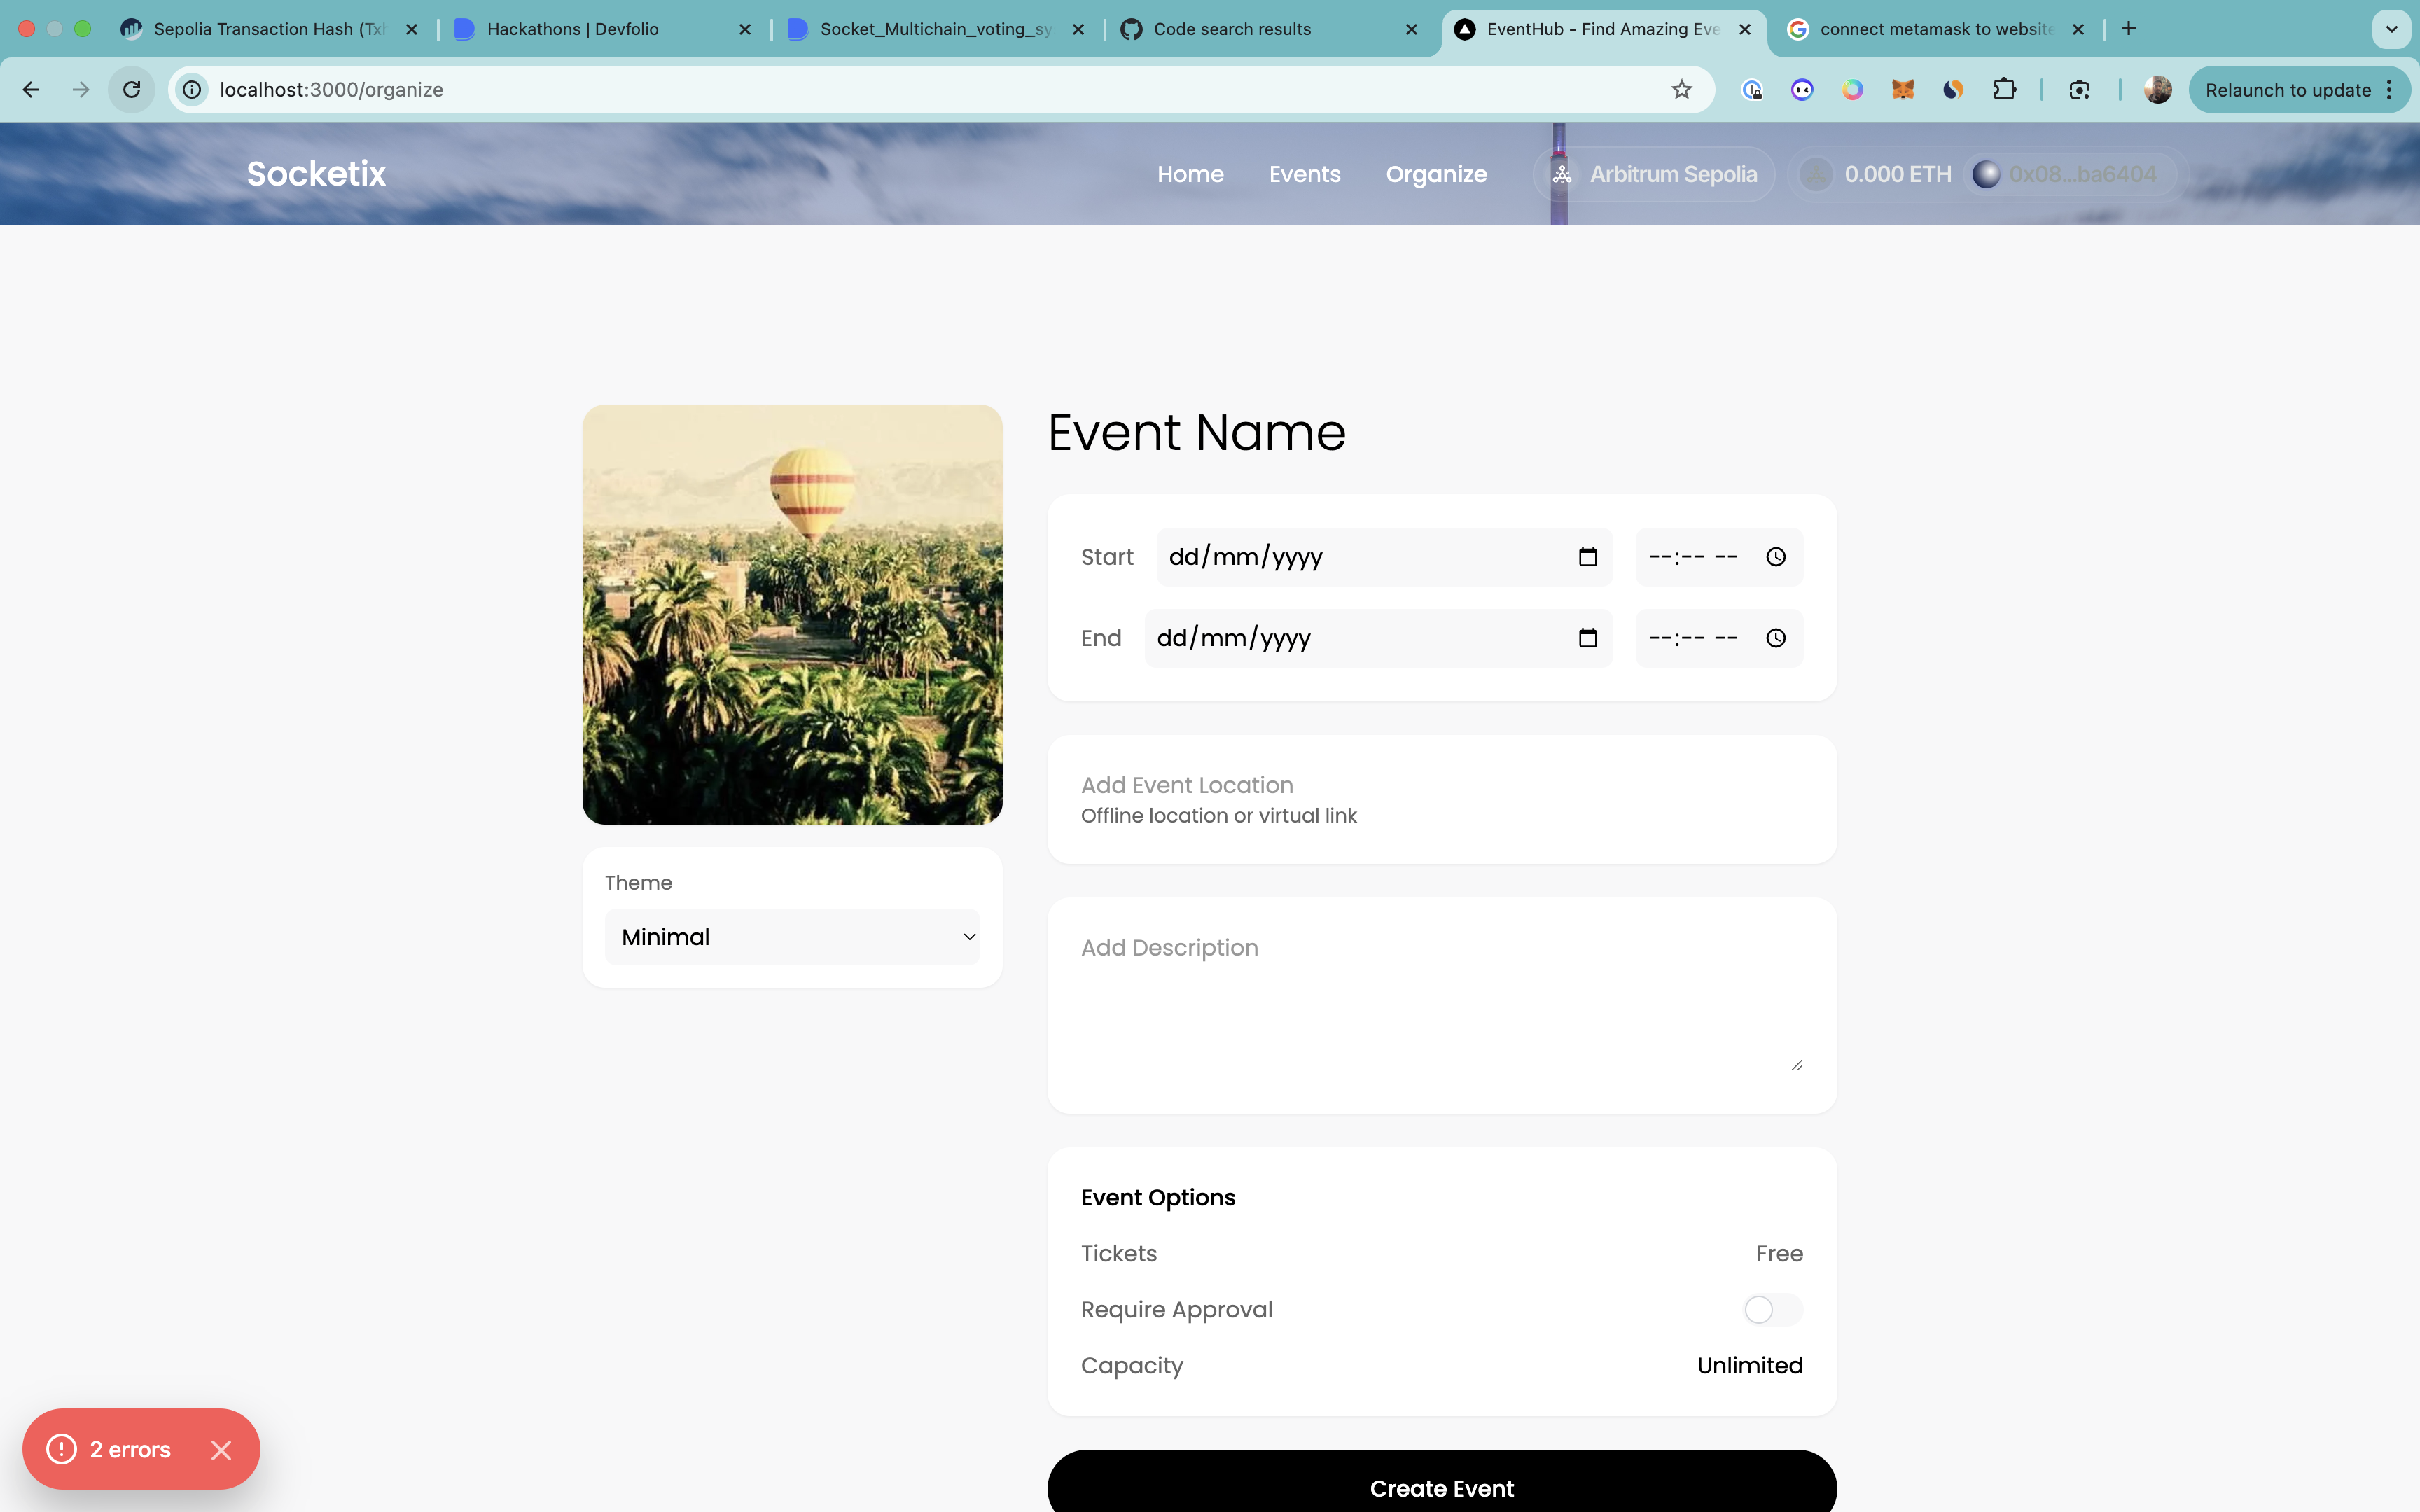 Sepolia Transaction Hash (Txh
Hackathons | Devfolio
Socket_Multichain_voting_sy
Code search results
EventHub - Find Amazing Eve
connect metamask to website
localhost:3000/organize
Relaunch to update
Socketix
Home
Events
Organize
Arbitrum Sepolia
0.000 ETH
0x08...ba6404
Event Name
Start
dd/mm/yyyy
--:-- --
End
dd/mm/yyyy
--:-- --
Add Event Location
Offline location or virtual link
Theme
Minimal
Add Description
Event Options
Tickets
Free
Require Approval
Capacity
Unlimited
2 errors
Create Event